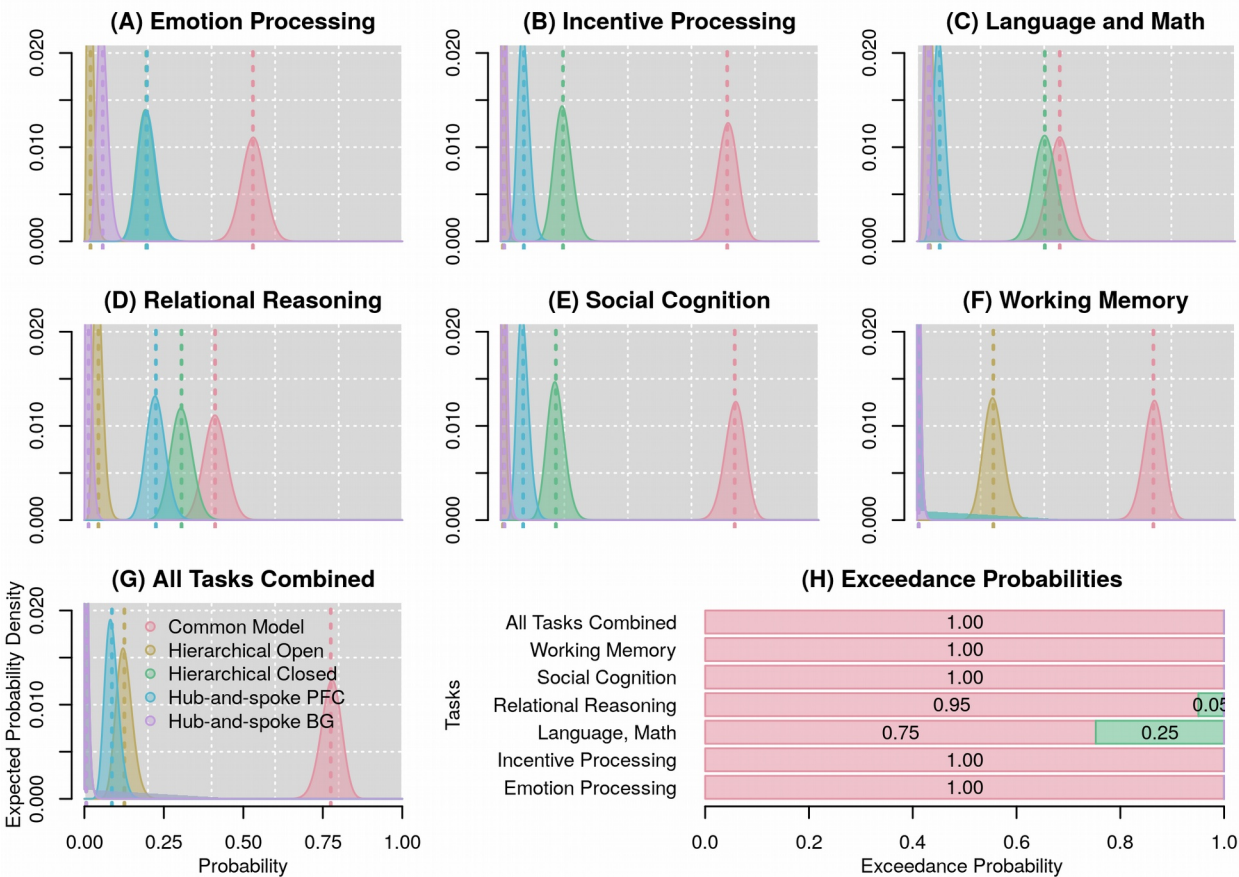 (A) Emotion Processing
0.020
0.010
0.000
(B) Incentive Processing
0.020
0.010
0.000
(C) Language and Math
0.020
0.010
0.000
(D) Relational Reasoning
0.020
0.010
0.000
(E) Social Cognition
0.020
0.010
0.000
(F) Working Memory
0.020
0.010
0.000
(G) All Tasks Combined
Expected Probability Density
0.020
0.010
0.000
Common Model
Hierarchical Open
Hierarchical Closed
Hub-and-spoke PFC
Hub-and-spoke BG
0.00 0.25 0.50 0.75 1.00
Probability
(H) Exceedance Probabilities
Tasks
All Tasks Combined 1.00
Working Memory 1.00
Social Cognition 1.00
Relational Reasoning 0.95 0.05
Language, Math 0.75 0.25
Incentive Processing 1.00
Emotion Processing 1.00
0.0 0.2 0.4 0.6 0.8 1.0
Exceedance Probability